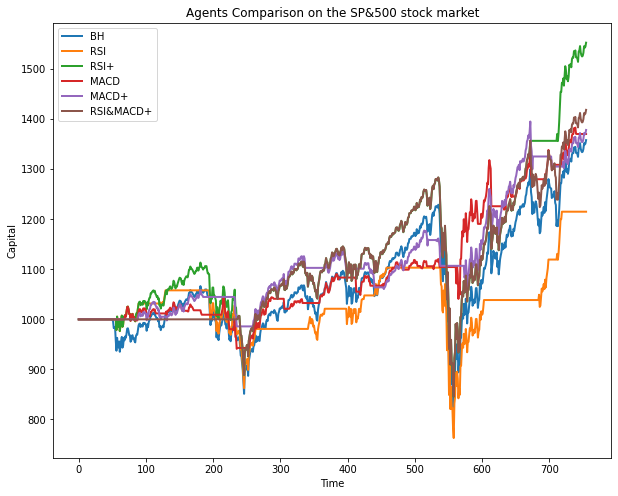 Agents Comparison on the SP&500 stock market
BH
RSI
RSI+
MACD
MACD+
RSI&MACD+
Capital
1500
1400
1300
1200
1100
1000
900
800
0 100 200 300 400 500 600 700
Time